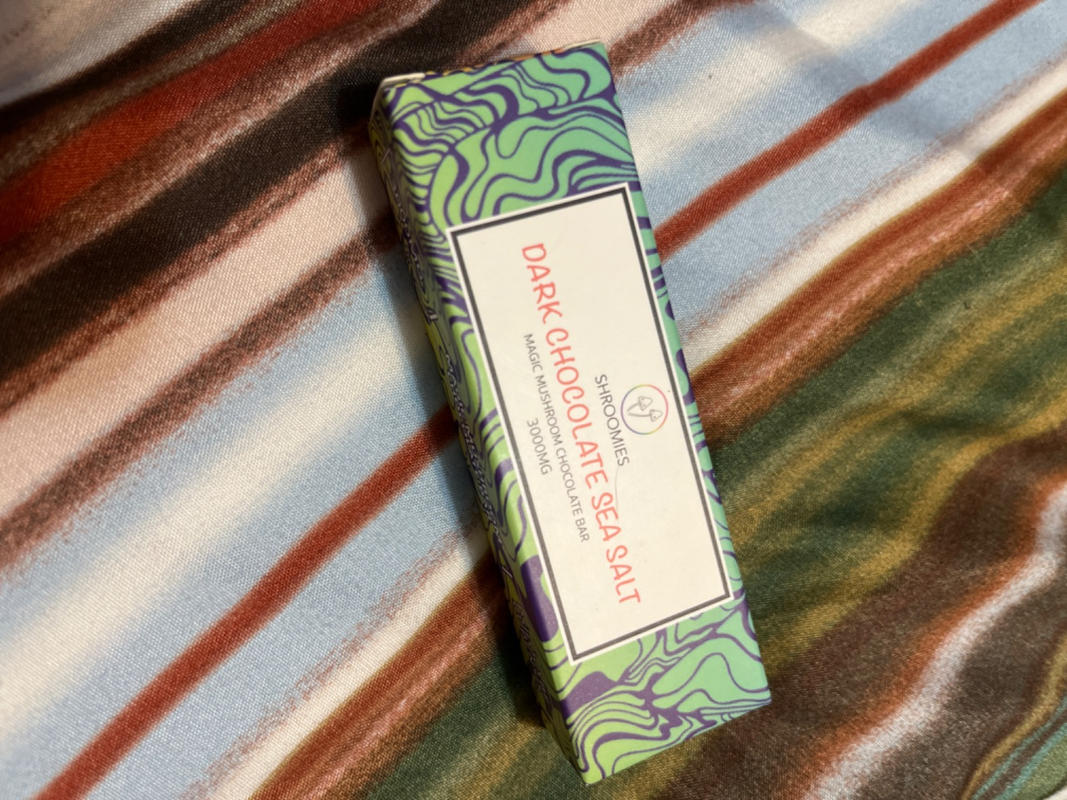 SHROOMIES
DARK CHOCOLATE SEA SALT
MAGIC MUSHROOM CHOCOLATE BAR
3000MG